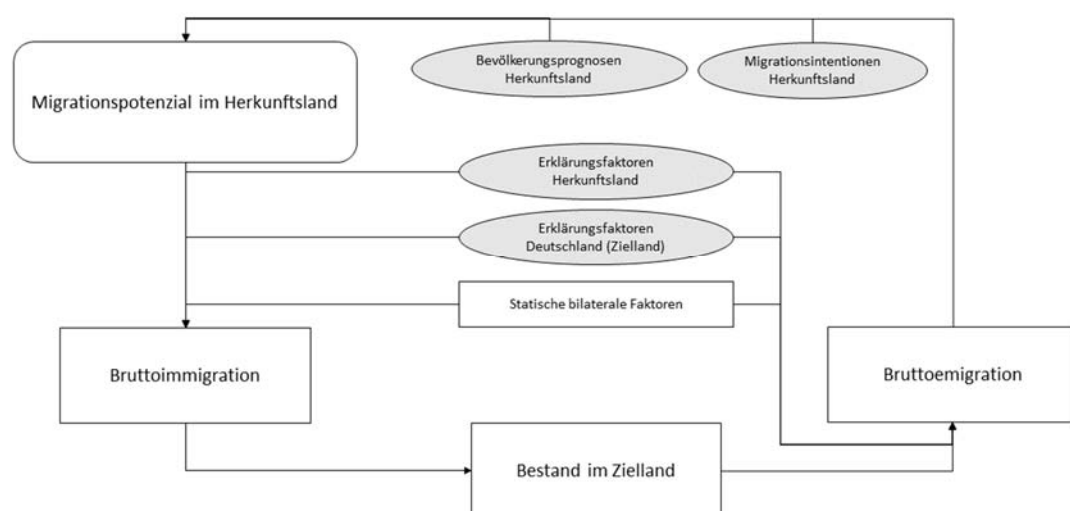 Bevölkerungsprognosen
Herkunftsland
Migrationsintentionen
Herkunftsland
Migrationspotenzial im Herkunftsland
Erklärungsfaktoren
Herkunftsland
Erklärungsfaktoren
Deutschland (Zielland)
Statische bilaterale Faktoren
Bruttoimmigration
Bruttoemigration
Bestand im Zielland